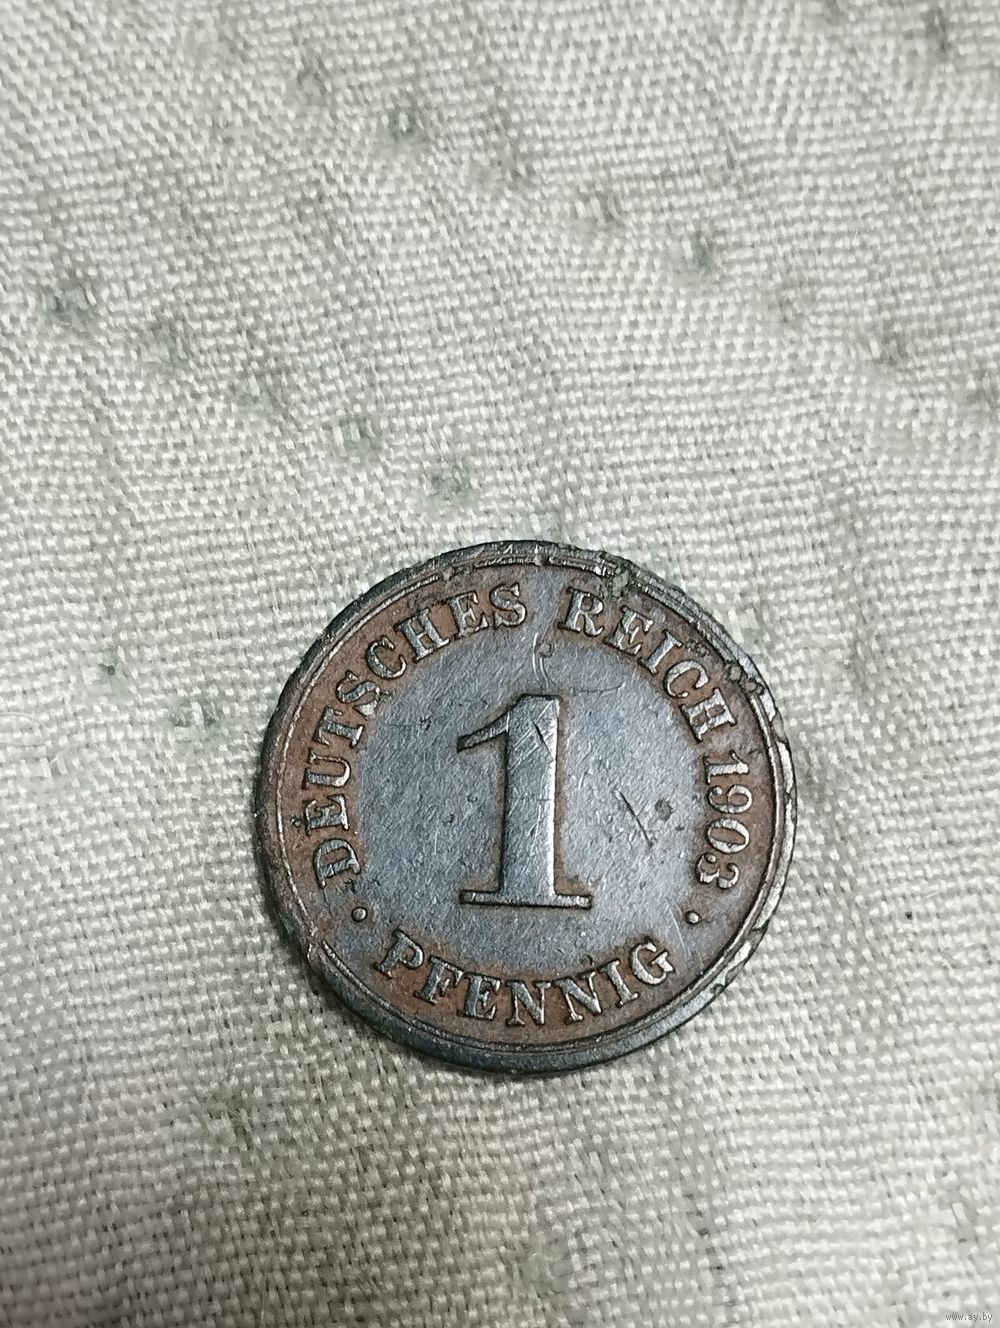 DEUTSCHES REICH 1903
1
PFENNIG
www.ay.by